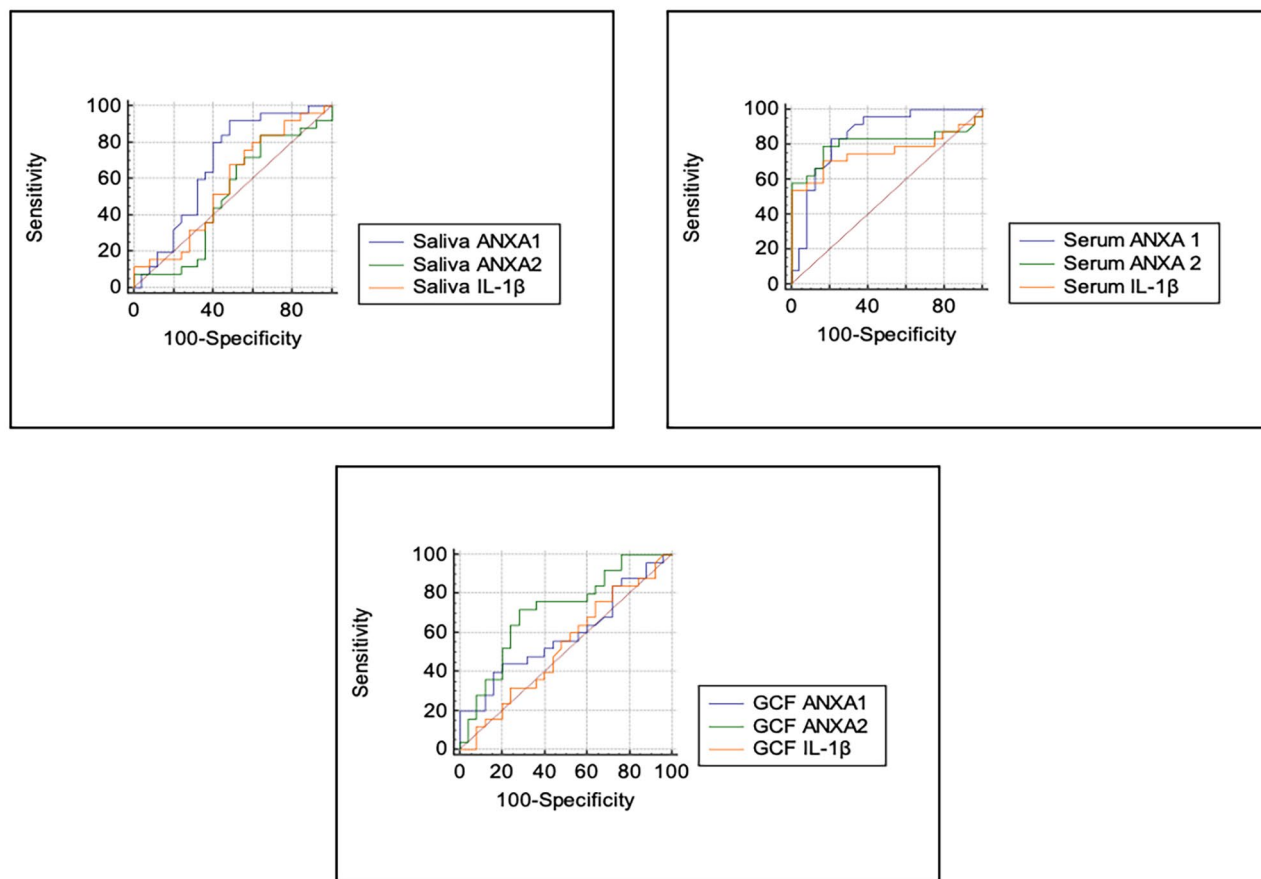 100
80
60
40
20
0
Sensitivity
0 40 80
100-Specificity
Saliva ANXA1
Saliva ANXA2
Saliva IL-1β
100
80
60
40
20
0
Sensitivity
0 40 80
100-Specificity
Serum ANXA 1
Serum ANXA 2
Serum IL-1β
100
80
60
40
20
0
Sensitivity
0 20 40 60 80 100
100-Specificity
GCF ANXA1
GCF ANXA2
GCF IL-1β